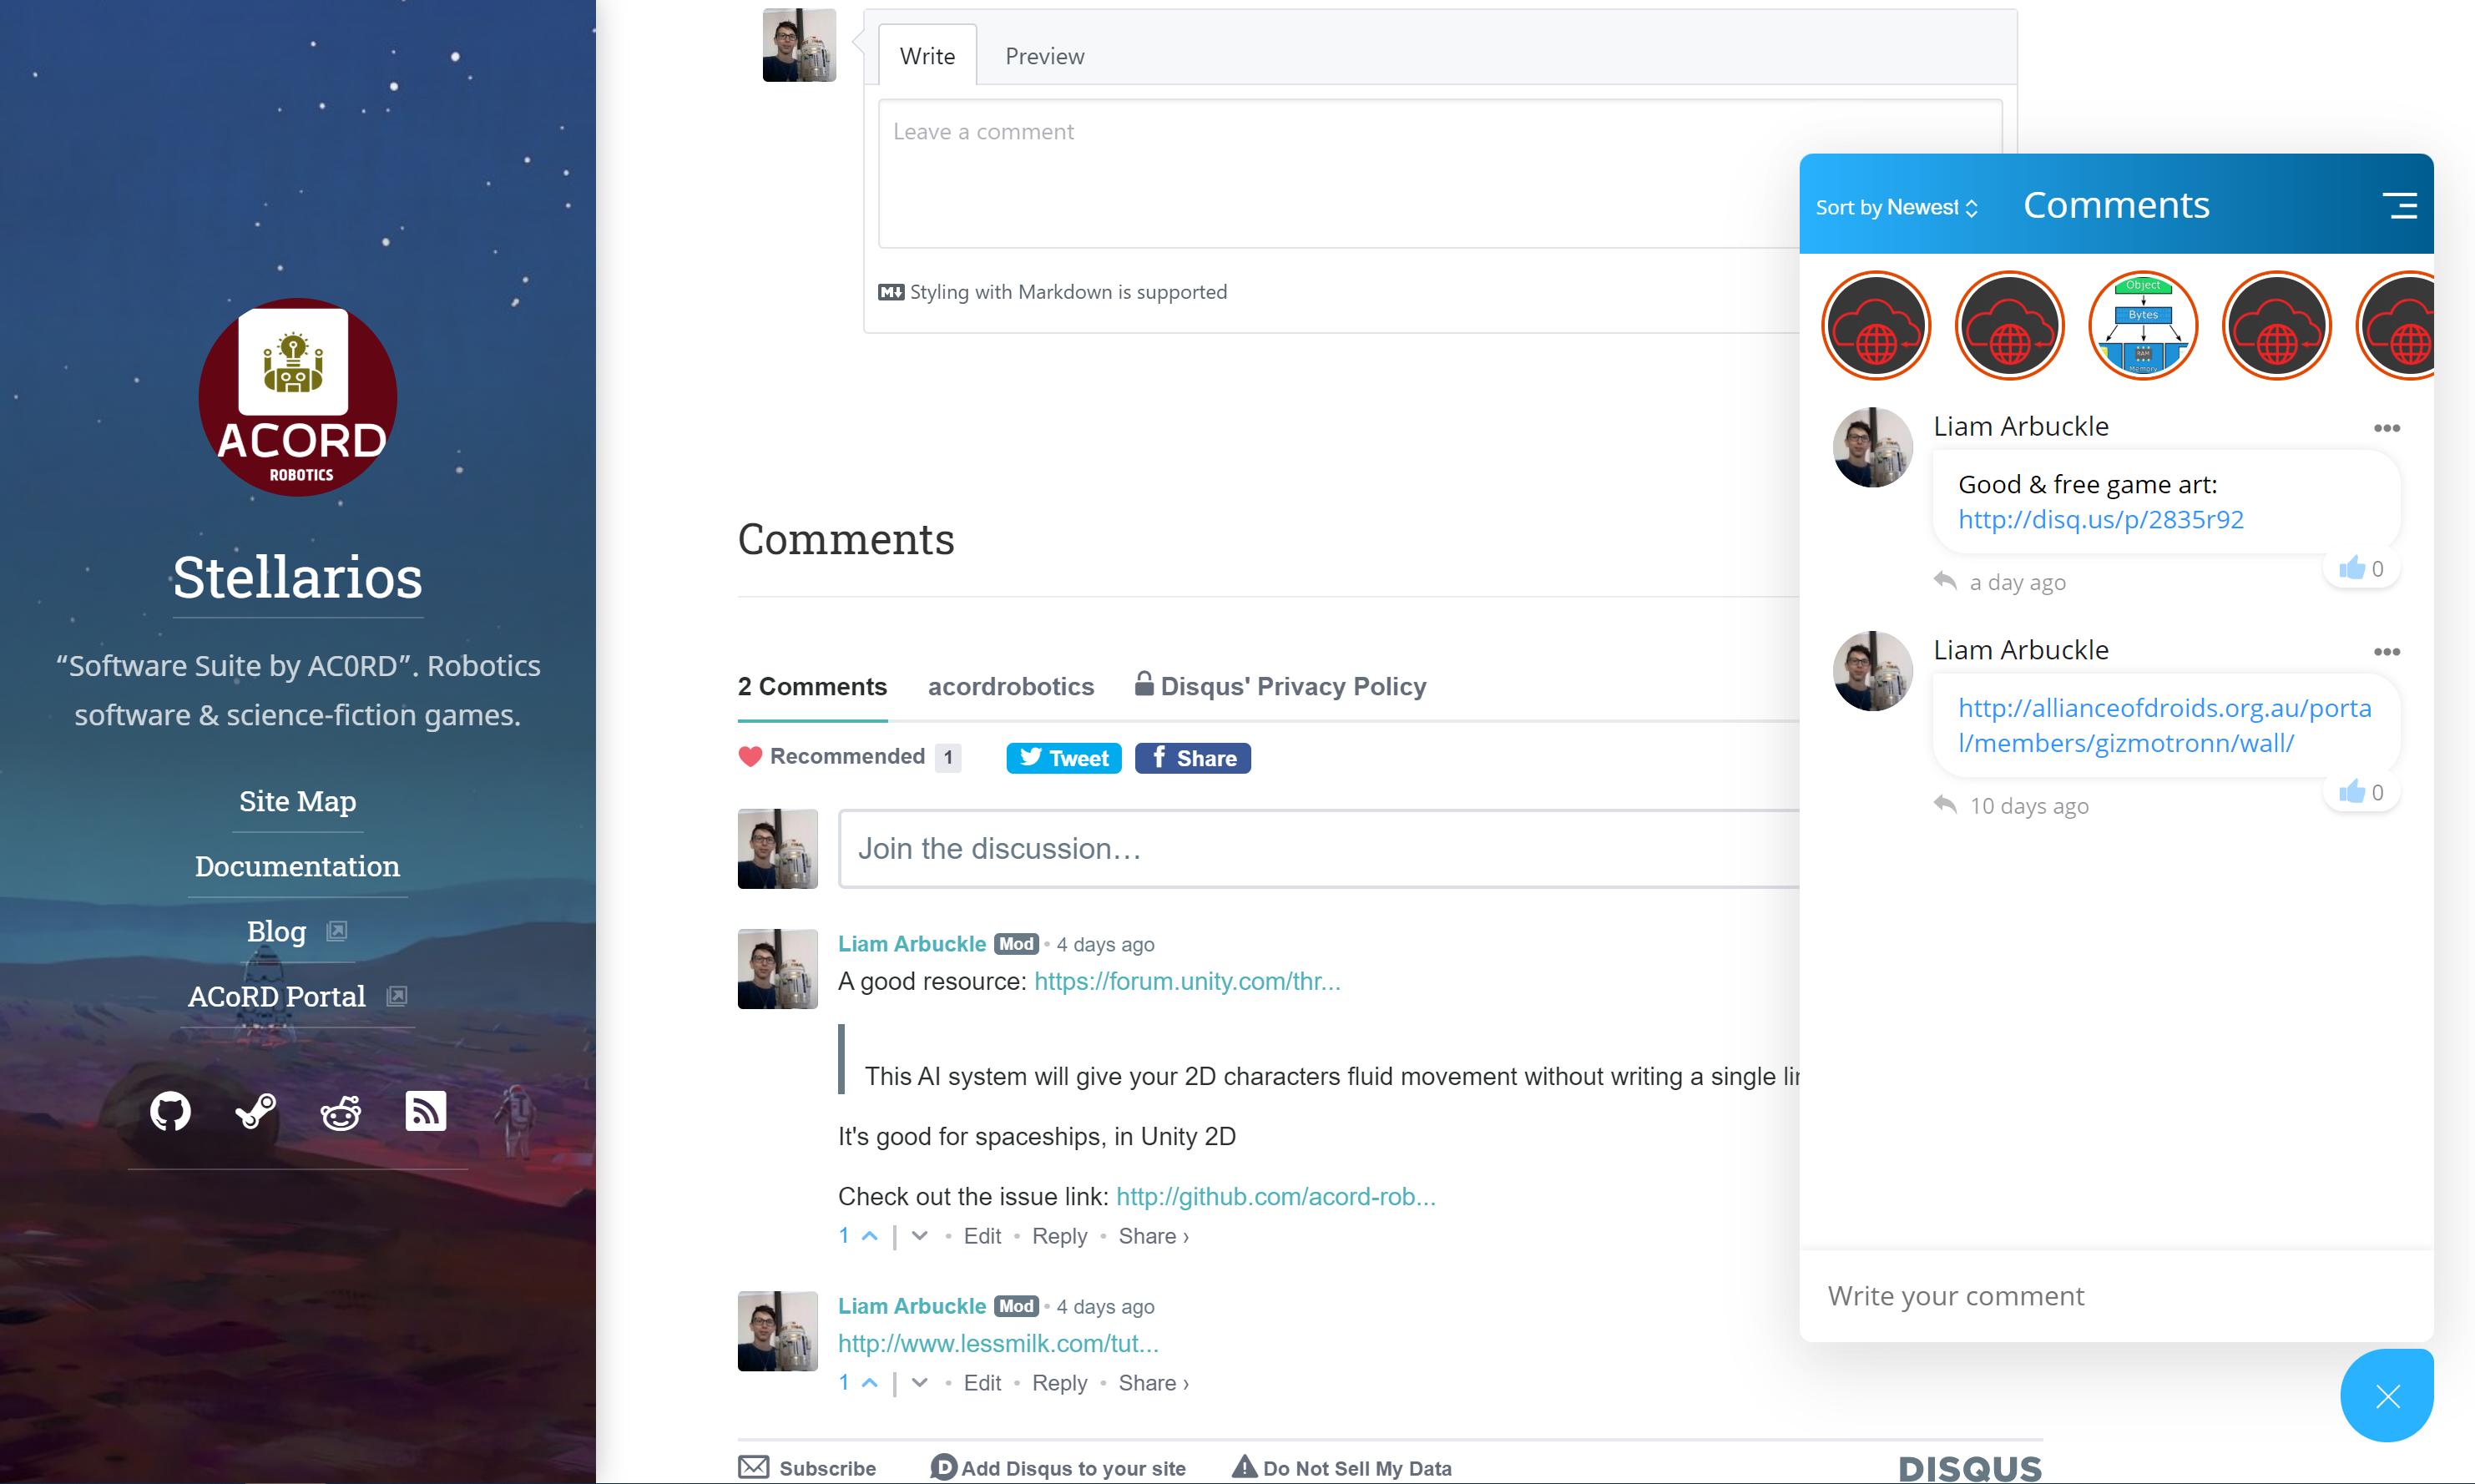 ACORD
ROBOTICS
Stellarios
“Software Suite by AC0RD”. Robotics
software & science-fiction games.
Site Map
Documentation
Blog
ACoRD Portal
Write
Preview
Leave a comment
M Styling with Markdown is supported
Comments
2 Comments
acordrobotics
Disqus' Privacy Policy
Recommended 1
Tweet
f Share
Join the discussion…
Liam Arbuckle Mod • 4 days ago
A good resource: https://forum.unity.com/thr...
This AI system will give your 2D characters fluid movement without writing a single
It's good for spaceships, in Unity 2D
Check out the issue link: http://github.com/acord-rob...
1 | • Edit • Reply • Share ›
Liam Arbuckle Mod • 4 days ago
http://www.lessmilk.com/tut...
1 | • Edit • Reply • Share ›
Subscribe
D Add Disqus to your site
Do Not Sell My Data
DISQUS
Sort by Newest
Comments
Object
Bytes
RAM
Memory
Liam Arbuckle
Good & free game art:
http://disq.us/p/2835r92
a day ago
0
Liam Arbuckle
http://allianceofdroids.org.au/porta
l/members/gizmotronn/wall/
10 days ago
0
Write your comment